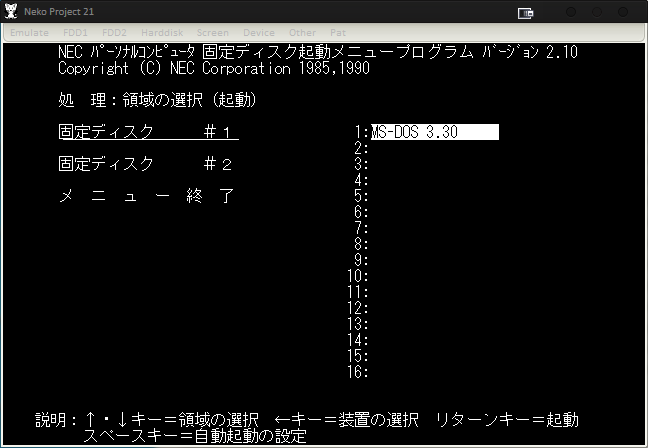 Neko Project 21
Emulate FDD1 FDD2 Harddisk Screen Device Other Pat
NEC ﾊﾟｰｿﾅﾙｺﾝﾋﾟｭｰﾀ 固定ディスク起動メニュープログラム ﾊﾞｰｼﾞｮﾝ 2.10
Copyright (C) NEC Corporation 1985,1990
処　理：領域の選択（起動）
固定ディスク　　　＃１
固定ディスク　　　＃２
メ　ニ　ュ　ー　終　了
1:MS-DOS 3.30
2:
3:
4:
5:
6:
7:
8:
9:
10:
11:
12:
13:
14:
15:
16:
説明：↑・↓キー＝領域の選択　←キー＝装置の選択　リターンキー＝起動
スペースキー＝自動起動の設定